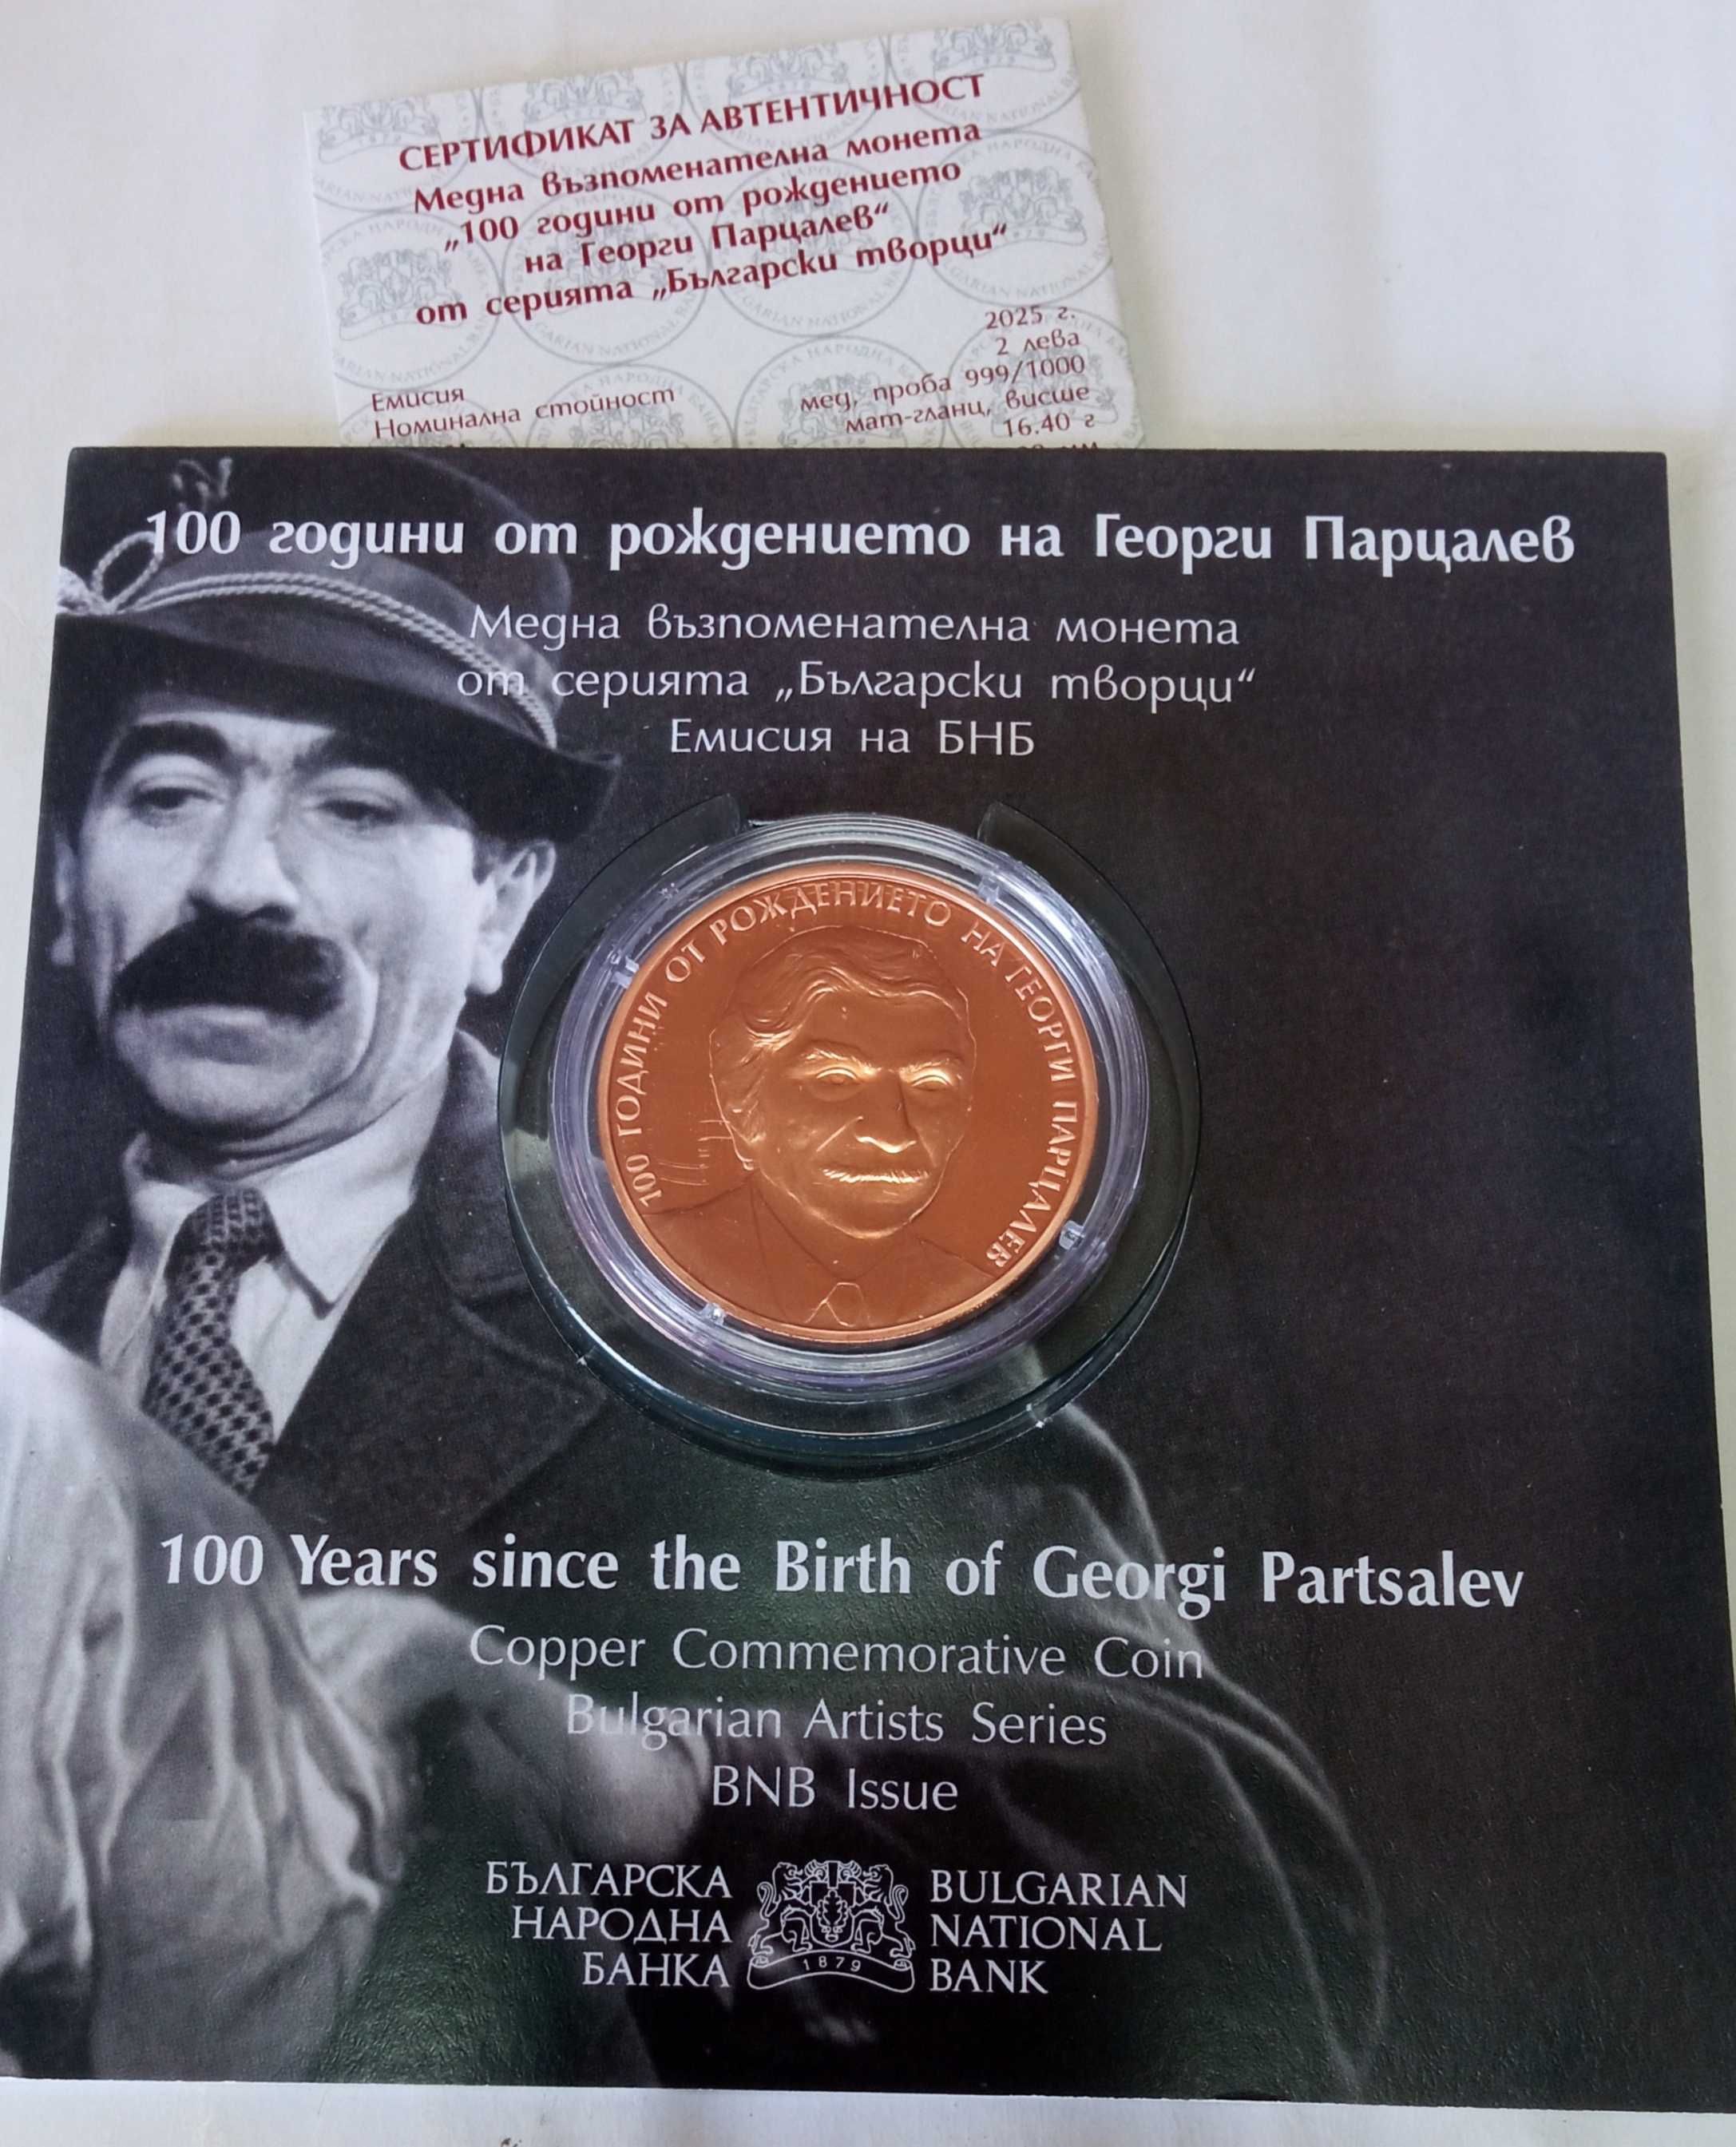 СЕРТИФИКАТ ЗА АВТЕНТИЧНОСТ
Медна възпоменателна монета
„100 години от рождението
на Георги Парцалев“
от серията „Български творци“
Емисия 2025 г.
Номинална стойност 2 лева
мед, проба 999/1000
мат-гланц, висше
16.40 г
100 години от рождението на Георги Парцалев
Медна възпоменателна монета
от серията „Български творци“
Емисия на БНБ
100 ГОДИНИ ОТ РОЖДЕНИЕТО НА ГЕОРГИ ПАРЦАЛЕВ
100 Years since the Birth of Georgi Partsalev
Copper Commemorative Coin
Bulgarian Artists Series
BNB Issue
БЪЛГАРСКА
НАРОДНА
БАНКА
1879
BULGARIAN
NATIONAL
BANK